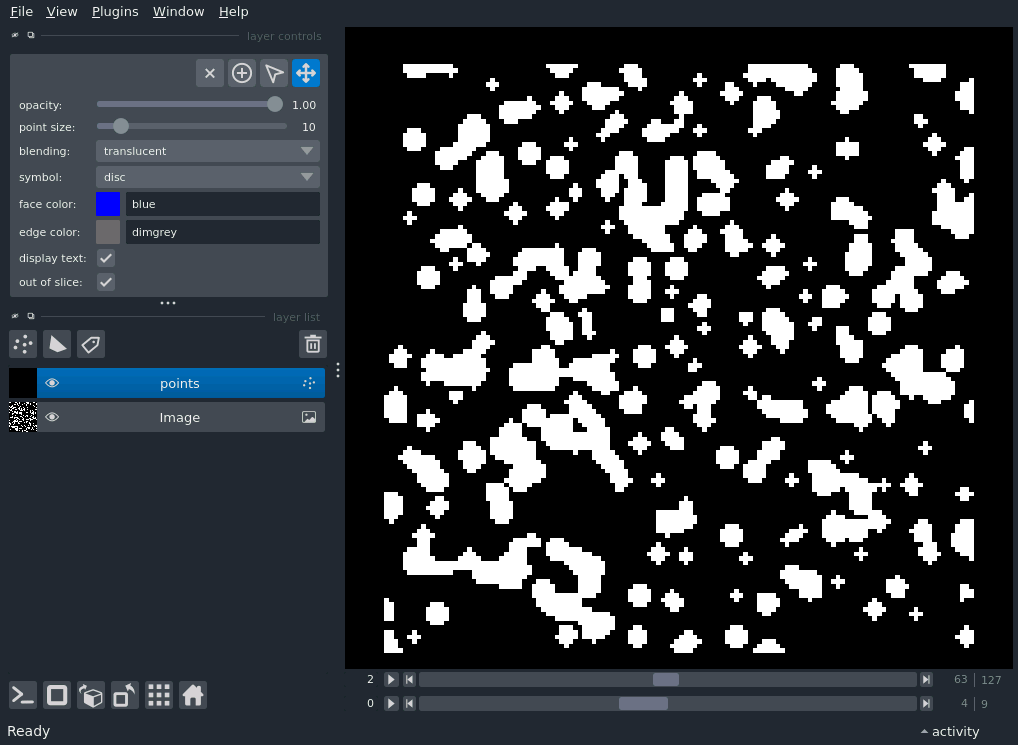 File View Plugins Window Help
layer controls
opacity: 1.00
point size: 10
blending: translucent
symbol: disc
face color: blue
edge color: dimgrey
display text:
out of slice:
layer list
points
Image
2 63 | 127
0 4 | 9
Ready activity